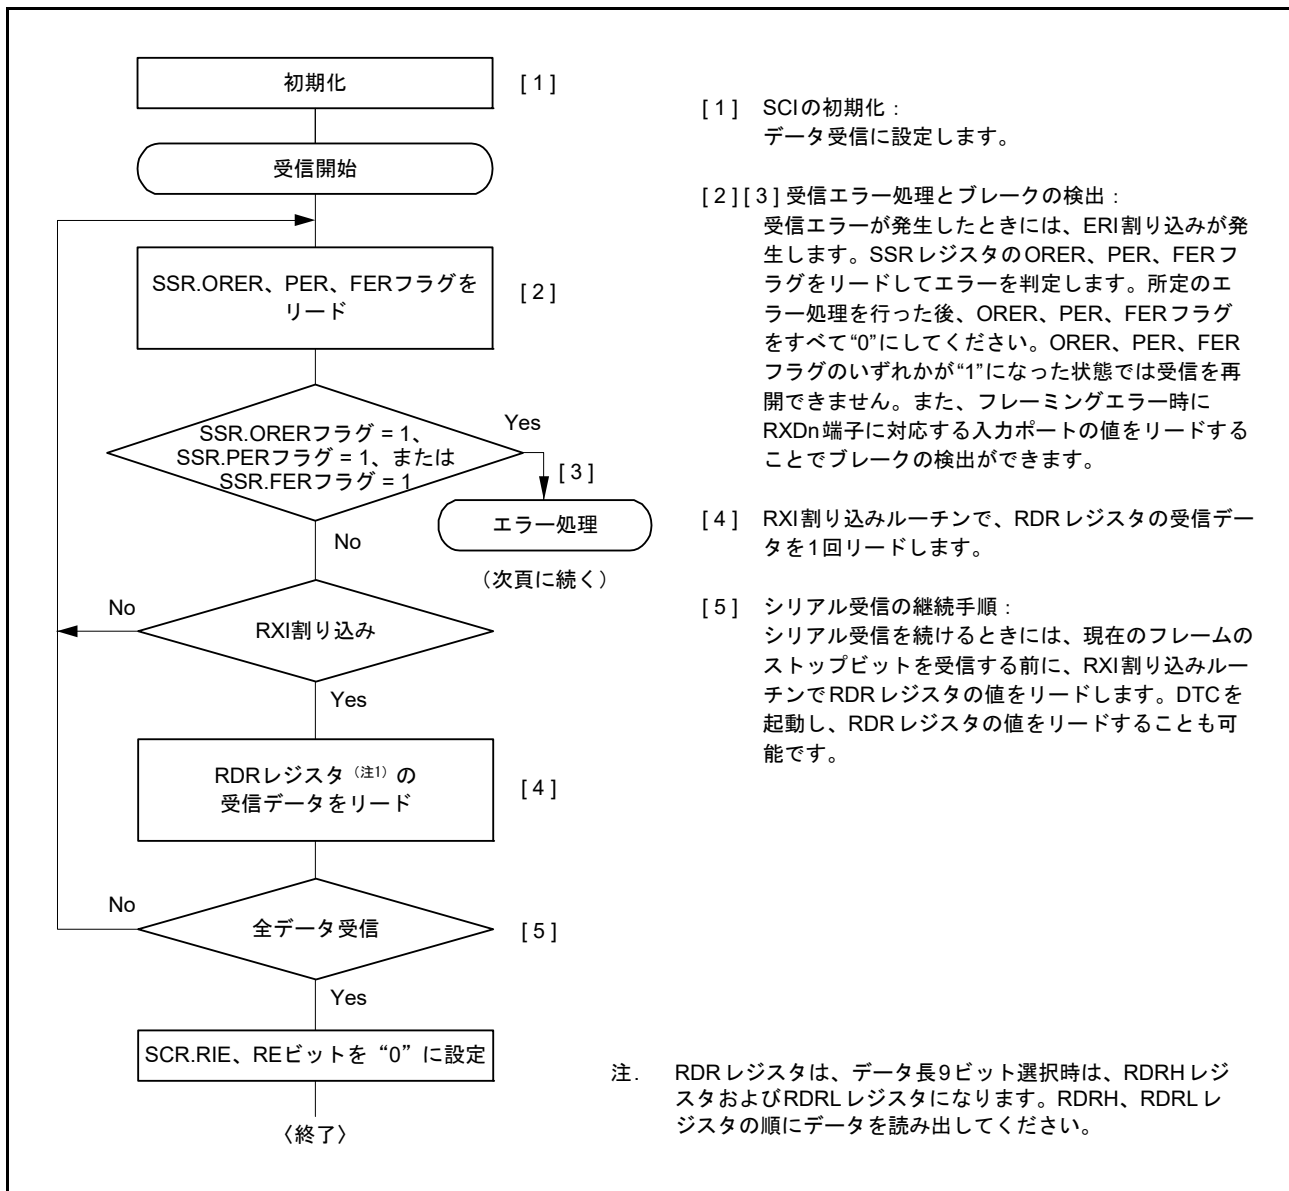 初期化
[ 1 ]
受信開始
SSR.ORER、PER、FERフラグを
リード
[ 2 ]
SSR.ORERフラグ = 1、
SSR.PERフラグ = 1、または
SSR.FERフラグ = 1
Yes
[ 3 ]
エラー処理
（次頁に続く）
No
RXI割り込み
No
Yes
RDRレジスタ（注1）の
受信データをリード
[ 4 ]
全データ受信
No
[ 5 ]
Yes
SCR.RIE、REビットを“0”に設定
〈終了〉
[ 1 ] SCIの初期化：
データ受信に設定します。
[ 2 ][ 3 ] 受信エラー処理とブレークの検出：
受信エラーが発生したときには、ERI割り込みが発
生します。SSRレジスタのORER、PER、FERフ
ラグをリードしてエラーを判定します。所定のエ
ラー処理を行った後、ORER、PER、FERフラグ
をすべて“0”にしてください。ORER、PER、FER
フラグのいずれかが“1”になった状態では受信を再
開できません。また、フレーミングエラー時に
RXDn端子に対応する入力ポートの値をリードする
ことでブレークの検出ができます。
[ 4 ] RXI割り込みルーチンで、RDRレジスタの受信デー
タを1回リードします。
[ 5 ] シリアル受信の継続手順：
シリアル受信を続けるときには、現在のフレームの
ストップビットを受信する前に、RXI割り込みルー
チンでRDRレジスタの値をリードします。DTCを
起動し、RDRレジスタの値をリードすることも可
能です。
注. RDRレジスタは、データ長9ビット選択時は、RDRHレジ
スタおよびRDRLレジスタになります。RDRH、RDRLレ
ジスタの順にデータを読み出してください。